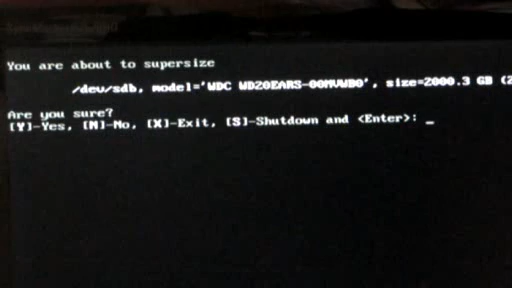 You are about to supersize
/dev/sdb, model='WDC WD20EARS-00MVWB0', size=2000.3 GB (2
Are you sure?
[Y]-Yes, [N]-No, [X]-Exit, [S]-Shutdown and <Enter>: _